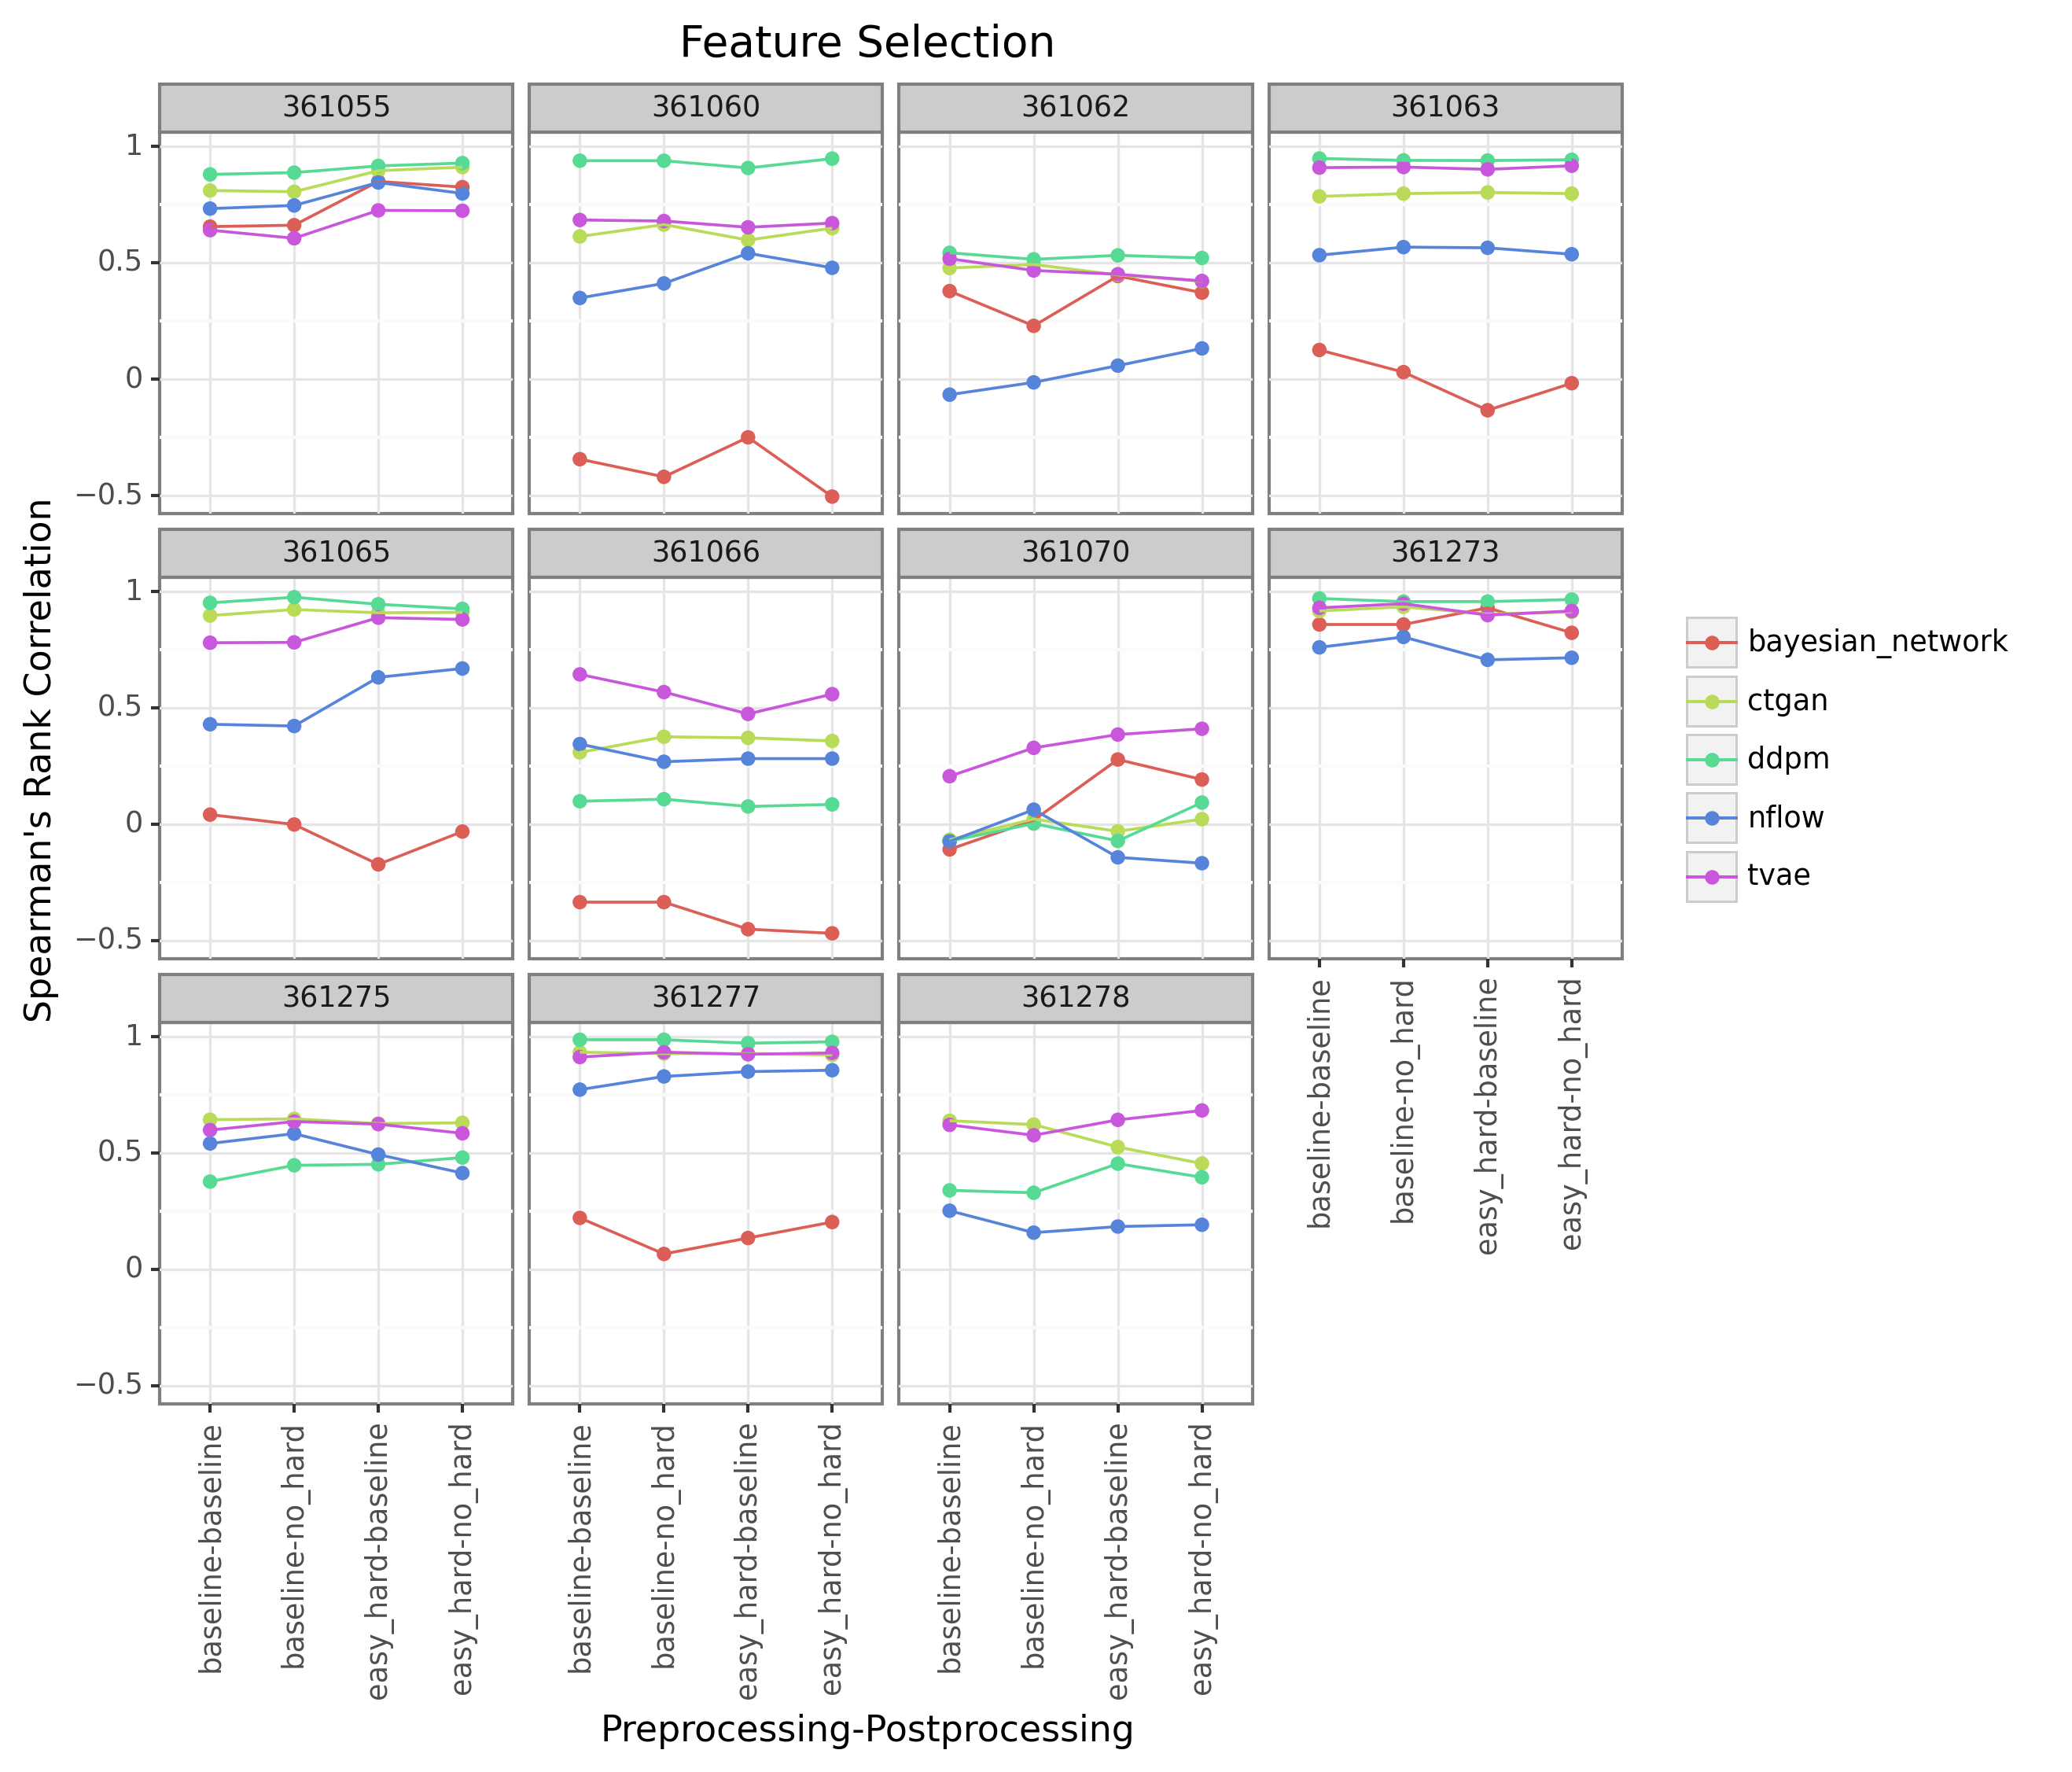 Feature Selection
361055
361060
361062
361063
1
0.5
0
−0.5
361065
361066
361070
361273
1
0.5
0
−0.5
361275
361277
361278
1
0.5
0
−0.5
Spearman's Rank Correlation
bayesian_network
ctgan
ddpm
nflow
tvae
baseline-baseline
baseline-no_hard
easy_hard-baseline
easy_hard-no_hard
baseline-baseline
baseline-no_hard
easy_hard-baseline
easy_hard-no_hard
baseline-baseline
baseline-no_hard
easy_hard-baseline
easy_hard-no_hard
baseline-baseline
baseline-no_hard
easy_hard-baseline
easy_hard-no_hard
Preprocessing-Postprocessing